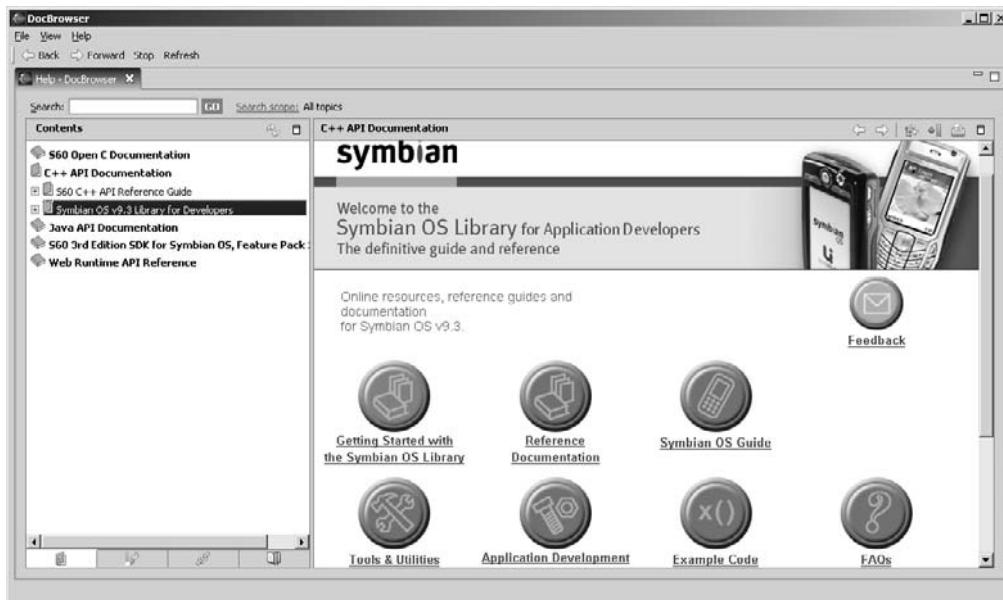 DocBrowser
File View Help
Back Forward Stop Refresh
Help - DocBrowser
Search: GO Search scope: All topics
Contents
S60 Open C Documentation
C++ API Documentation
S60 C++ API Reference Guide
Symbian OS v9.3 Library for Developers
Java API Documentation
S60 3rd Edition SDK for Symbian OS, Feature Pack
Web Runtime API Reference
C++ API Documentation
symbian
Welcome to the
Symbian OS Library for Application Developers
The definitive guide and reference
symbian
Online resources, reference guides and
documentation
for Symbian OS v9.3.
Feedback
Getting Started with
the Symbian OS Library
Reference
Documentation
Symbian OS Guide
x()
Tools & Utilities
Application Development
Example Code
FAQs